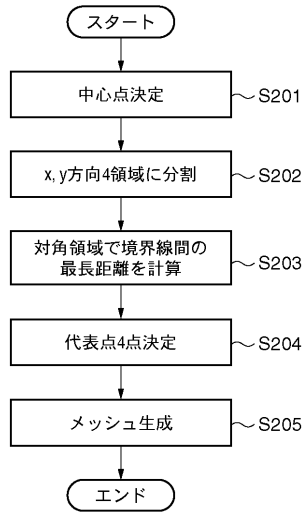 スタート
中心点決定
S201
x, y方向4領域に分割
S202
対角領域で境界線間の
最長距離を計算
S203
代表点4点決定
S204
メッシュ生成
S205
エンド